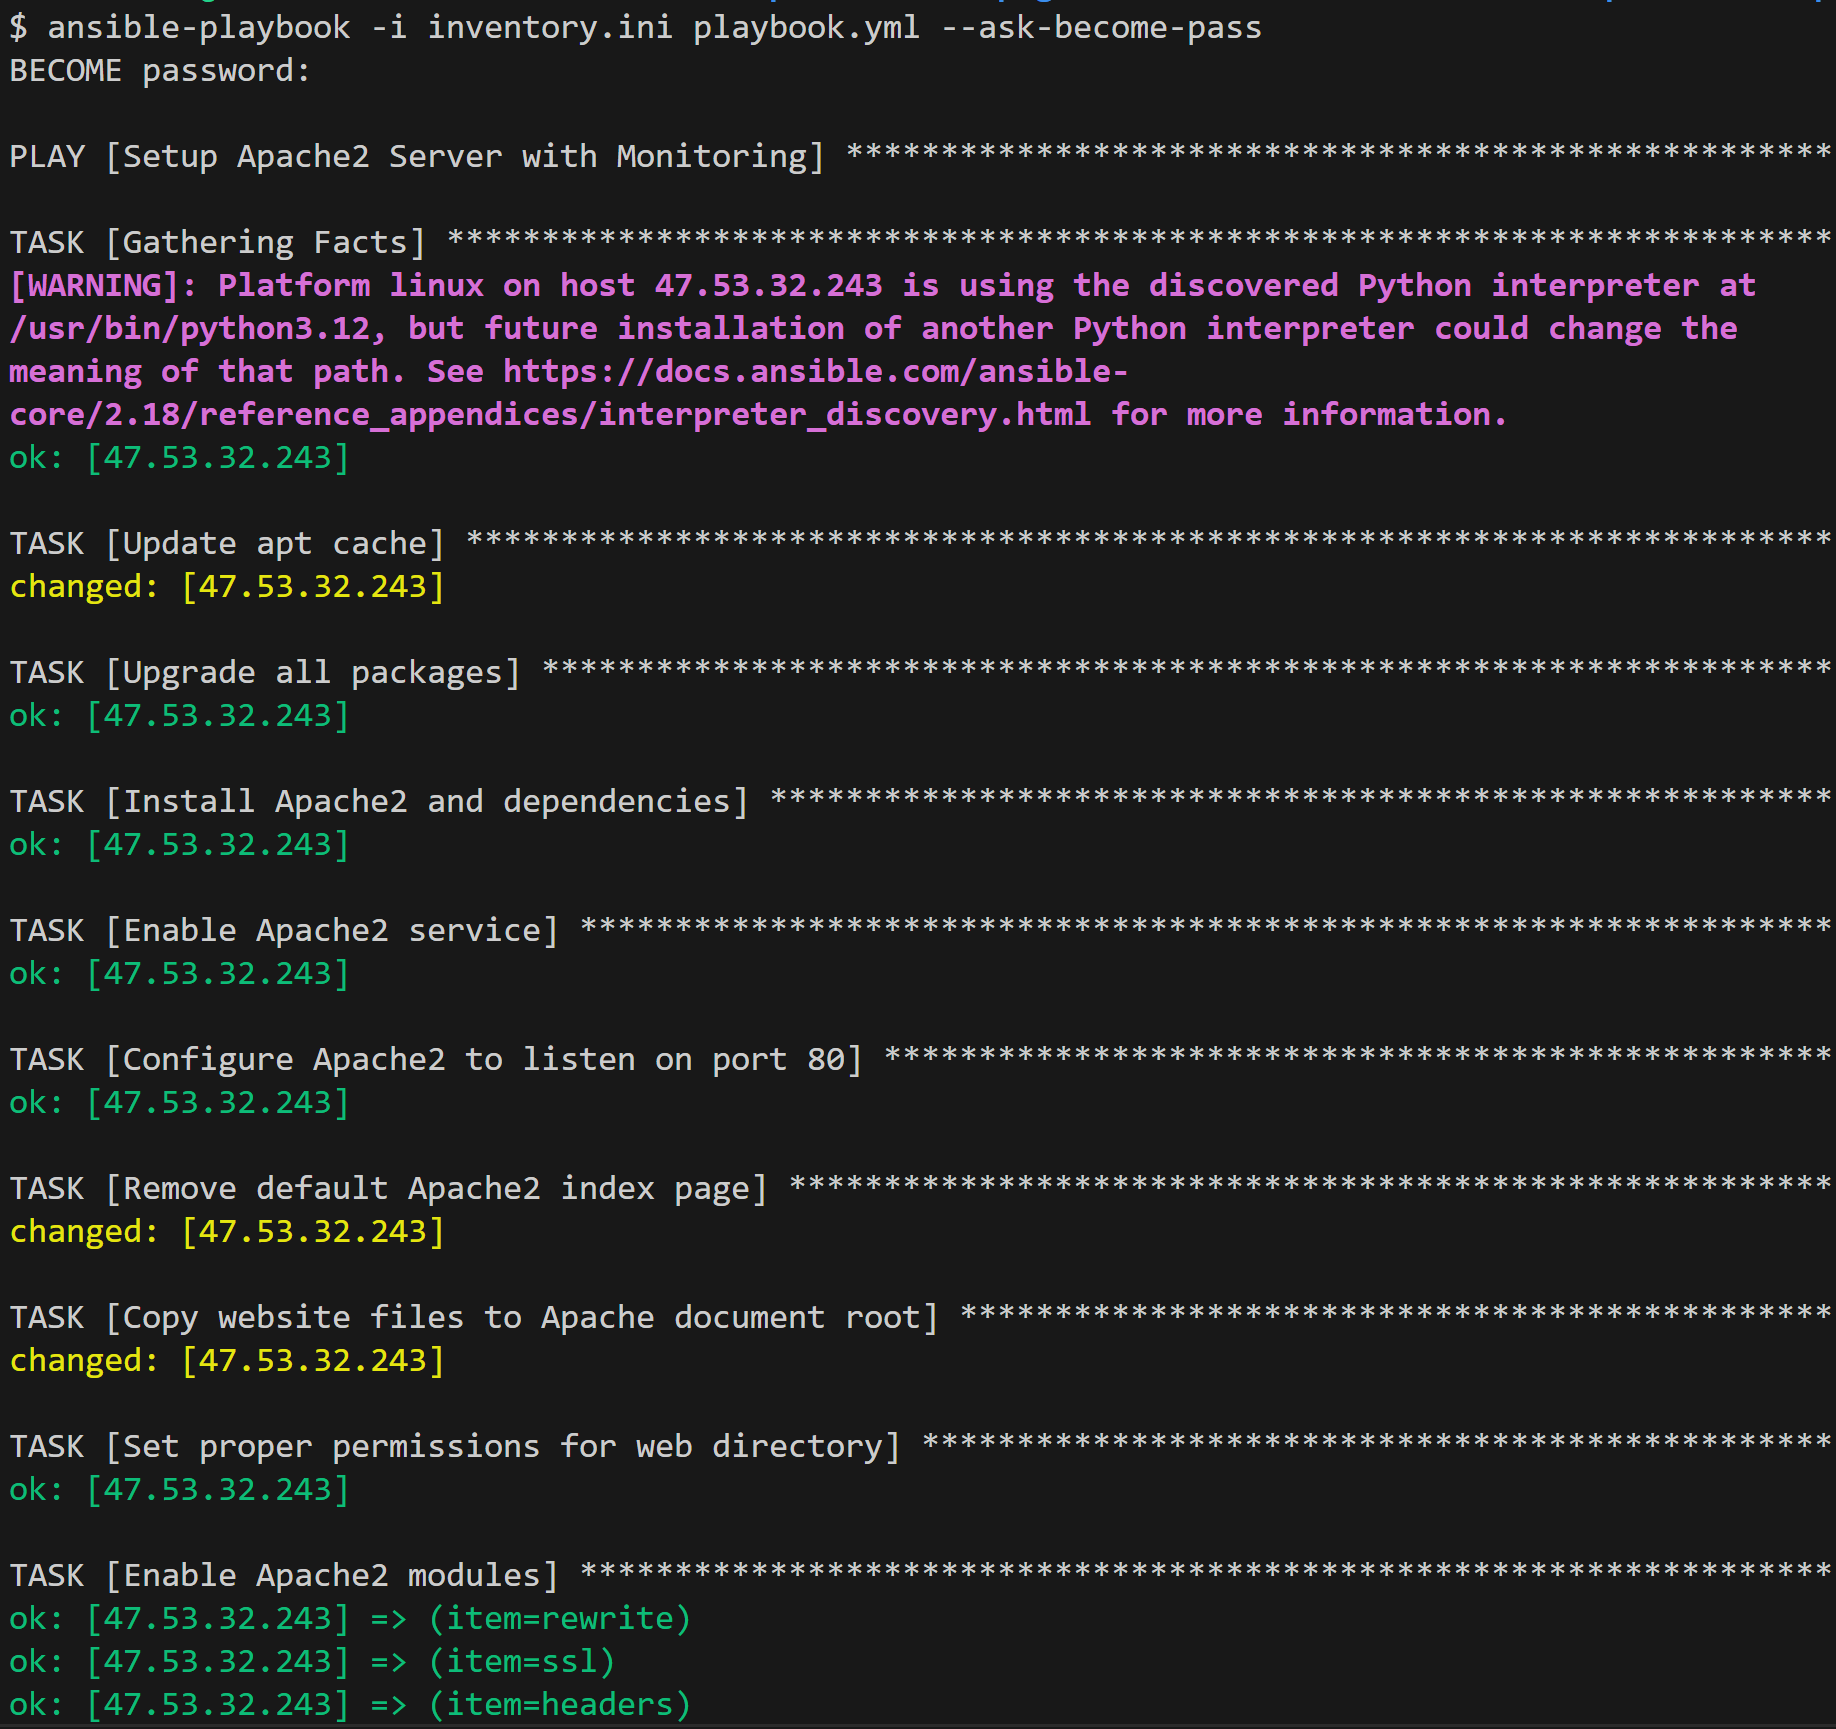 $ ansible-playbook -i inventory.ini playbook.yml --ask-become-pass
BECOME password:
PLAY [Setup Apache2 Server with Monitoring] ****************************************************
TASK [Gathering Facts] *************************************************************************
[WARNING]: Platform linux on host 47.53.32.243 is using the discovered Python interpreter at
/usr/bin/python3.12, but future installation of another Python interpreter could change the
meaning of that path. See https://docs.ansible.com/ansible-
core/2.18/reference_appendices/interpreter_discovery.html for more information.
ok: [47.53.32.243]
TASK [Update apt cache] ************************************************************************
changed: [47.53.32.243]
TASK [Upgrade all packages] ********************************************************************
ok: [47.53.32.243]
TASK [Install Apache2 and dependencies] ********************************************************
ok: [47.53.32.243]
TASK [Enable Apache2 service] ******************************************************************
ok: [47.53.32.243]
TASK [Configure Apache2 to listen on port 80] **************************************************
ok: [47.53.32.243]
TASK [Remove default Apache2 index page] *******************************************************
changed: [47.53.32.243]
TASK [Copy website files to Apache document root] **********************************************
changed: [47.53.32.243]
TASK [Set proper permissions for web directory] ************************************************
ok: [47.53.32.243]
TASK [Enable Apache2 modules] ******************************************************************
ok: [47.53.32.243] => (item=rewrite)
ok: [47.53.32.243] => (item=ssl)
ok: [47.53.32.243] => (item=headers)